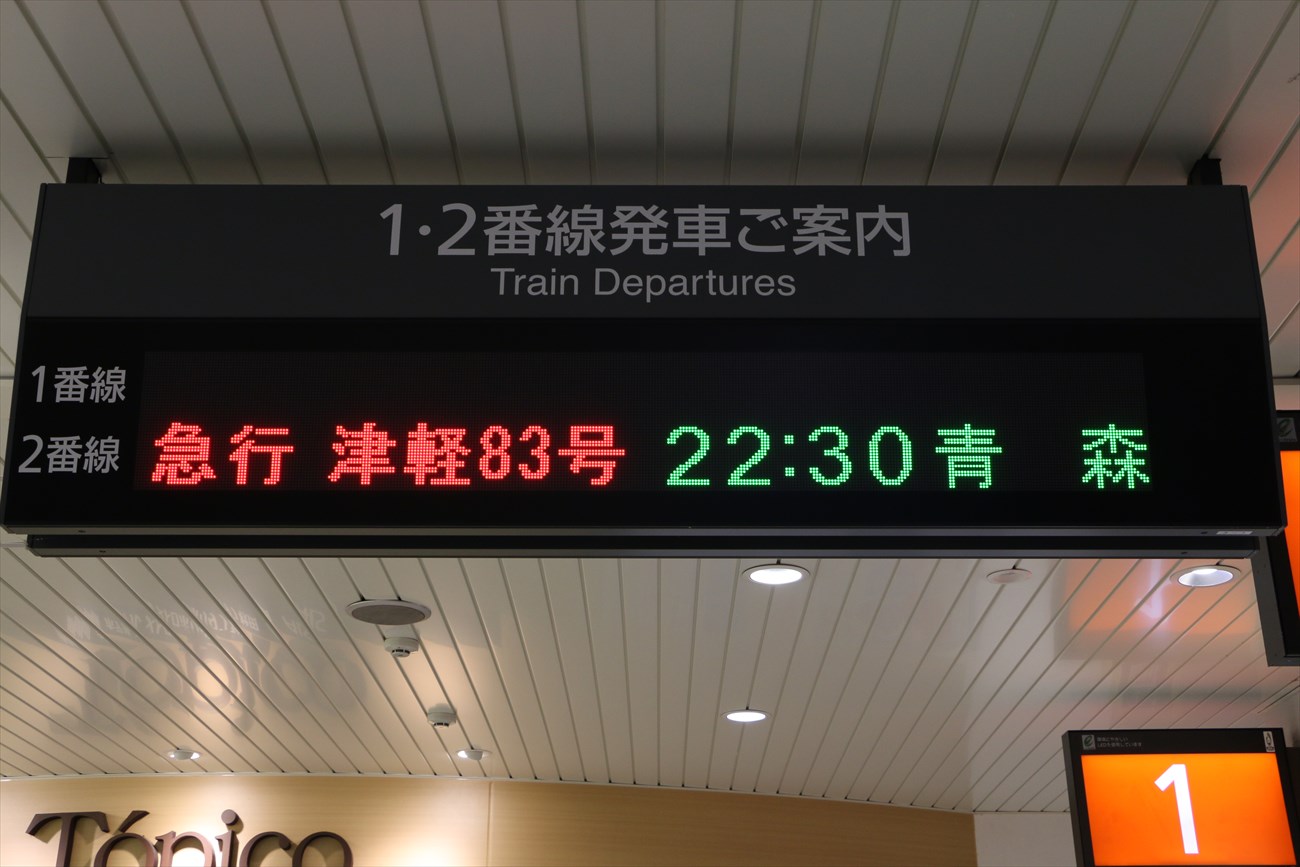 1・2番線発車ご案内
Train Departures
1番線
2番線 急行 津軽83号 22:30 青 森
Tópico
1